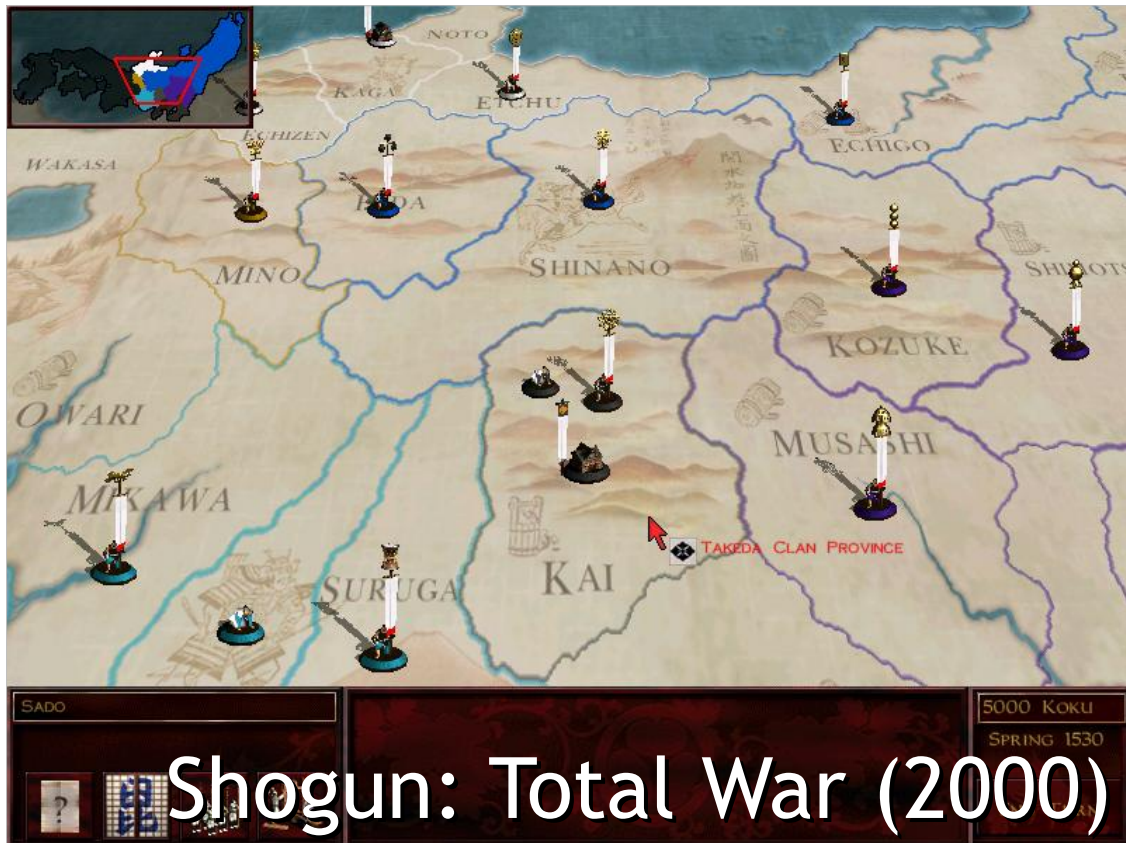 NOTO
KAGA
ETCHU
ECHIZEN
ECHIGO
WAKASA
HIDA
MINO
SHINANO
SHIMOTS
KOZUKE
OWARI
MUSASHI
MIKAWA
TAKEDA CLAN PROVINCE
SURUGA
KAI
SADO
5000 KOKU
SPRING 1530
?
Shogun: Total War (2000)